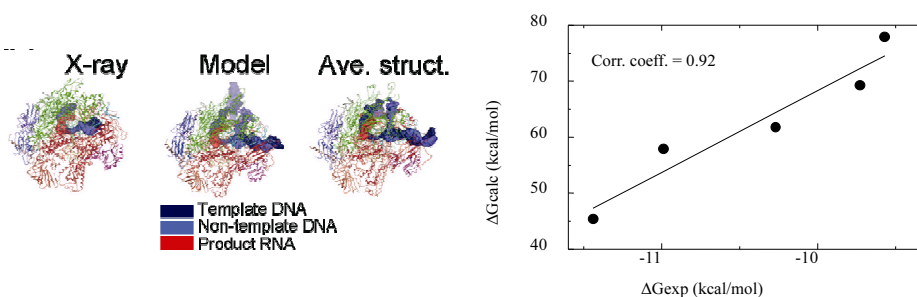 X-ray Model Ave. struct.
Template DNA
Non-template DNA
Product RNA
80
70
60
50
40
Corr. coeff. = 0.92
ΔGcalc (kcal/mol)
-11 -10
ΔGexp (kcal/mol)